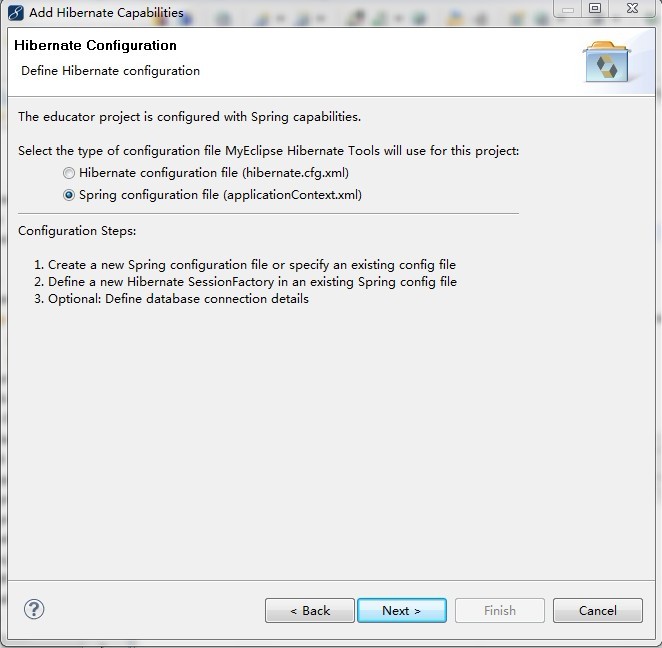 Add Hibernate Capabilities
Hibernate Configuration
Define Hibernate configuration
The educator project is configured with Spring capabilities.
Select the type of configuration file MyEclipse Hibernate Tools will use for this project:
Hibernate configuration file (hibernate.cfg.xml)
Spring configuration file (applicationContext.xml)
Configuration Steps:
1. Create a new Spring configuration file or specify an existing config file
2. Define a new Hibernate SessionFactory in an existing Spring config file
3. Optional: Define database connection details
?
< Back
Next >
Finish
Cancel